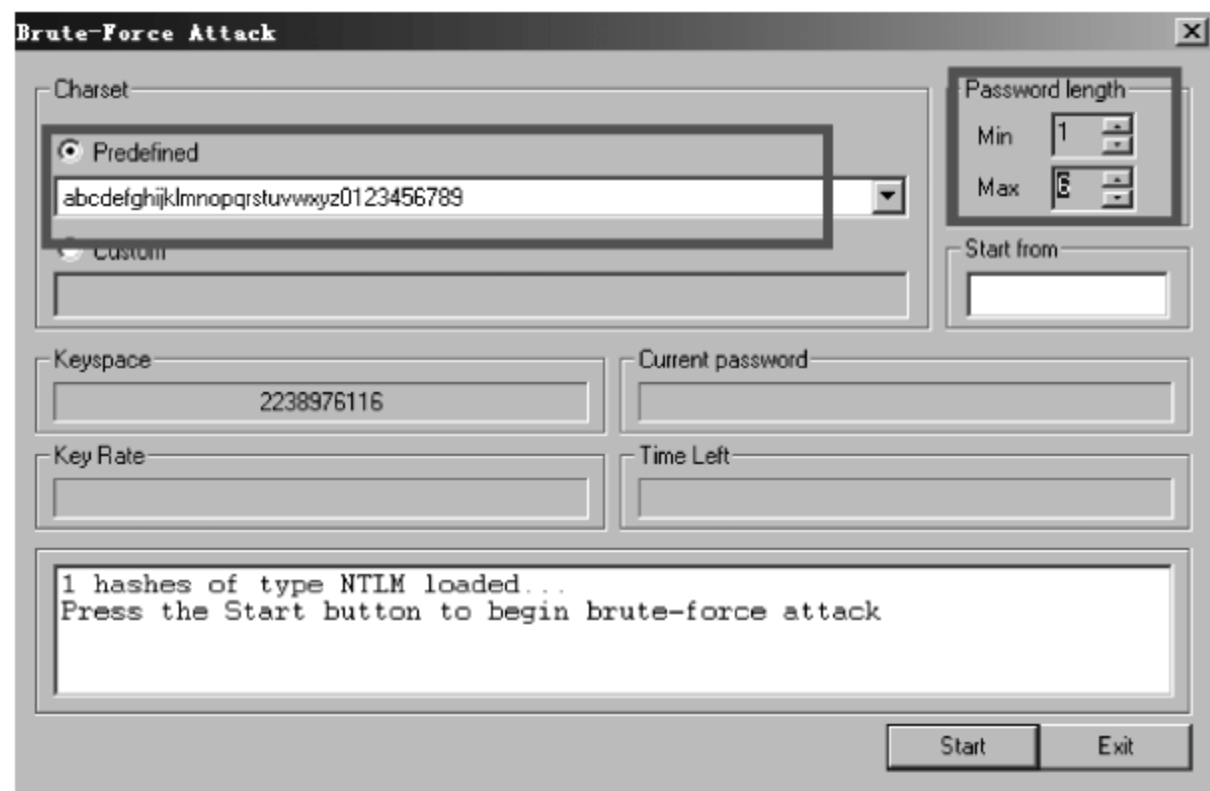 Brute-Force Attack
Charset
Predefined
abcdefghijklmnopqrstuvwxyz0123456789
Custom
Password length
Min 1
Max 6
Start from
Keyspace
2238976116
Current password
Key Rate
Time Left
1 hashes of type NTLM loaded...
Press the Start button to begin brute-force attack
Start
Exit